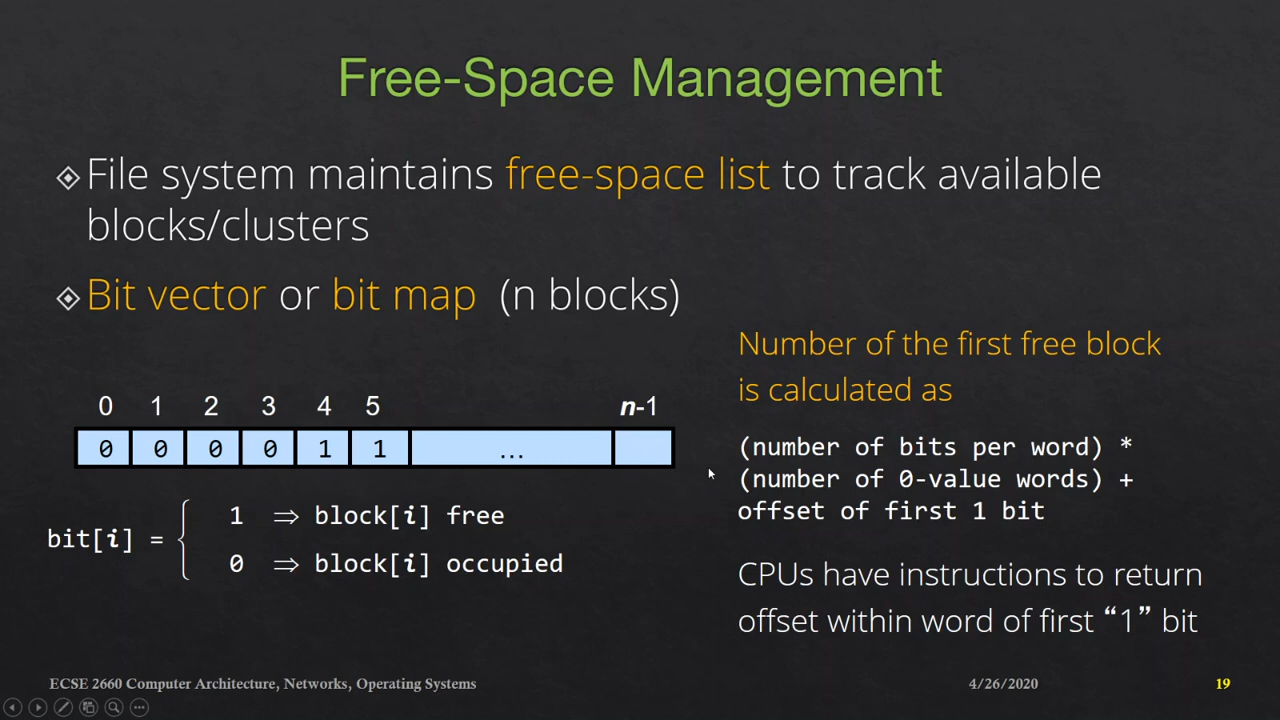 Free-Space Management
File system maintains free-space list to track available
blocks/clusters
Bit vector or bit map (n blocks)
0 1 2 3 4 5 n-1
0 0 0 0 1 1 ...
bit[i] =
1 ⇒ block[i] free
0 ⇒ block[i] occupied
Number of the first free block
is calculated as
(number of bits per word) *
(number of 0-value words) +
offset of first 1 bit
CPUs have instructions to return
offset within word of first “1” bit
ECSE 2660 Computer Architecture, Networks, Operating Systems
4/26/2020
19